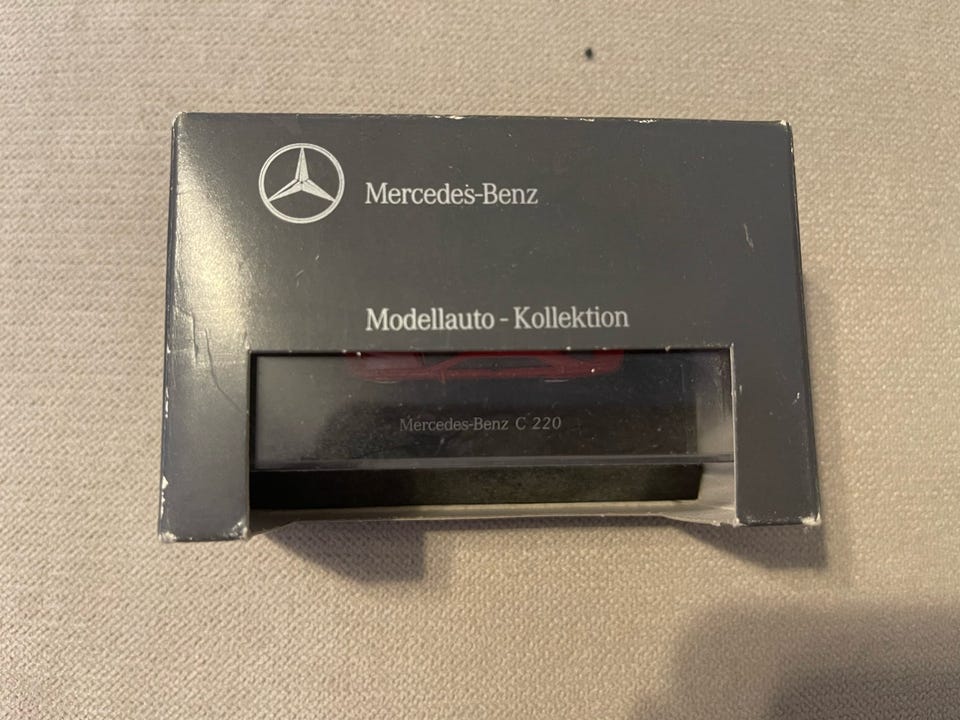 Mercedes-Benz
Modellauto - Kollektion
Mercedes-Benz C 220